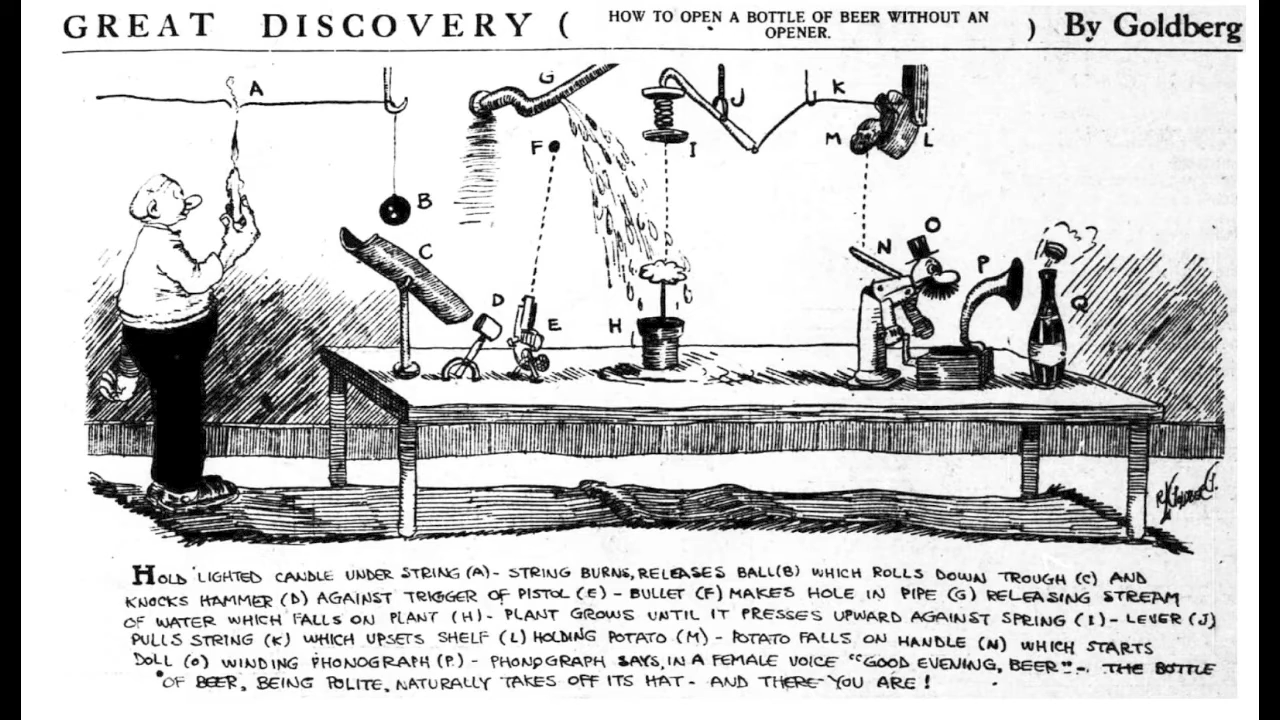 GREAT DISCOVERY ( HOW TO OPEN A BOTTLE OF BEER WITHOUT AN OPENER. ) By Goldberg
A
B
C
D
E
F
G
H
I
J
K
L
M
N
O
P
Q
R.L. GOLDBERG.
HOLD LIGHTED CANDLE UNDER STRING (A) - STRING BURNS, RELEASES BALL (B) WHICH ROLLS DOWN TROUGH (C) AND
KNOCKS HAMMER (D) AGAINST TRIGGER OF PISTOL (E) - BULLET (F) MAKES HOLE IN PIPE (G) RELEASING STREAM
OF WATER WHICH FALLS ON PLANT (H) - PLANT GROWS UNTIL IT PRESSES UPWARD AGAINST SPRING (I) - LEVER (J)
PULLS STRING (K) WHICH UPSETS SHELF (L) HOLDING POTATO (M) - POTATO FALLS ON HANDLE (N) WHICH STARTS
DOLL (O) WINDING PHONOGRAPH (P.) - PHONOGRAPH SAYS, IN A FEMALE VOICE "GOOD EVENING, BEER" - THE BOTTLE
OF BEER, BEING POLITE, NATURALLY TAKES OFF ITS HAT - AND THERE YOU ARE!